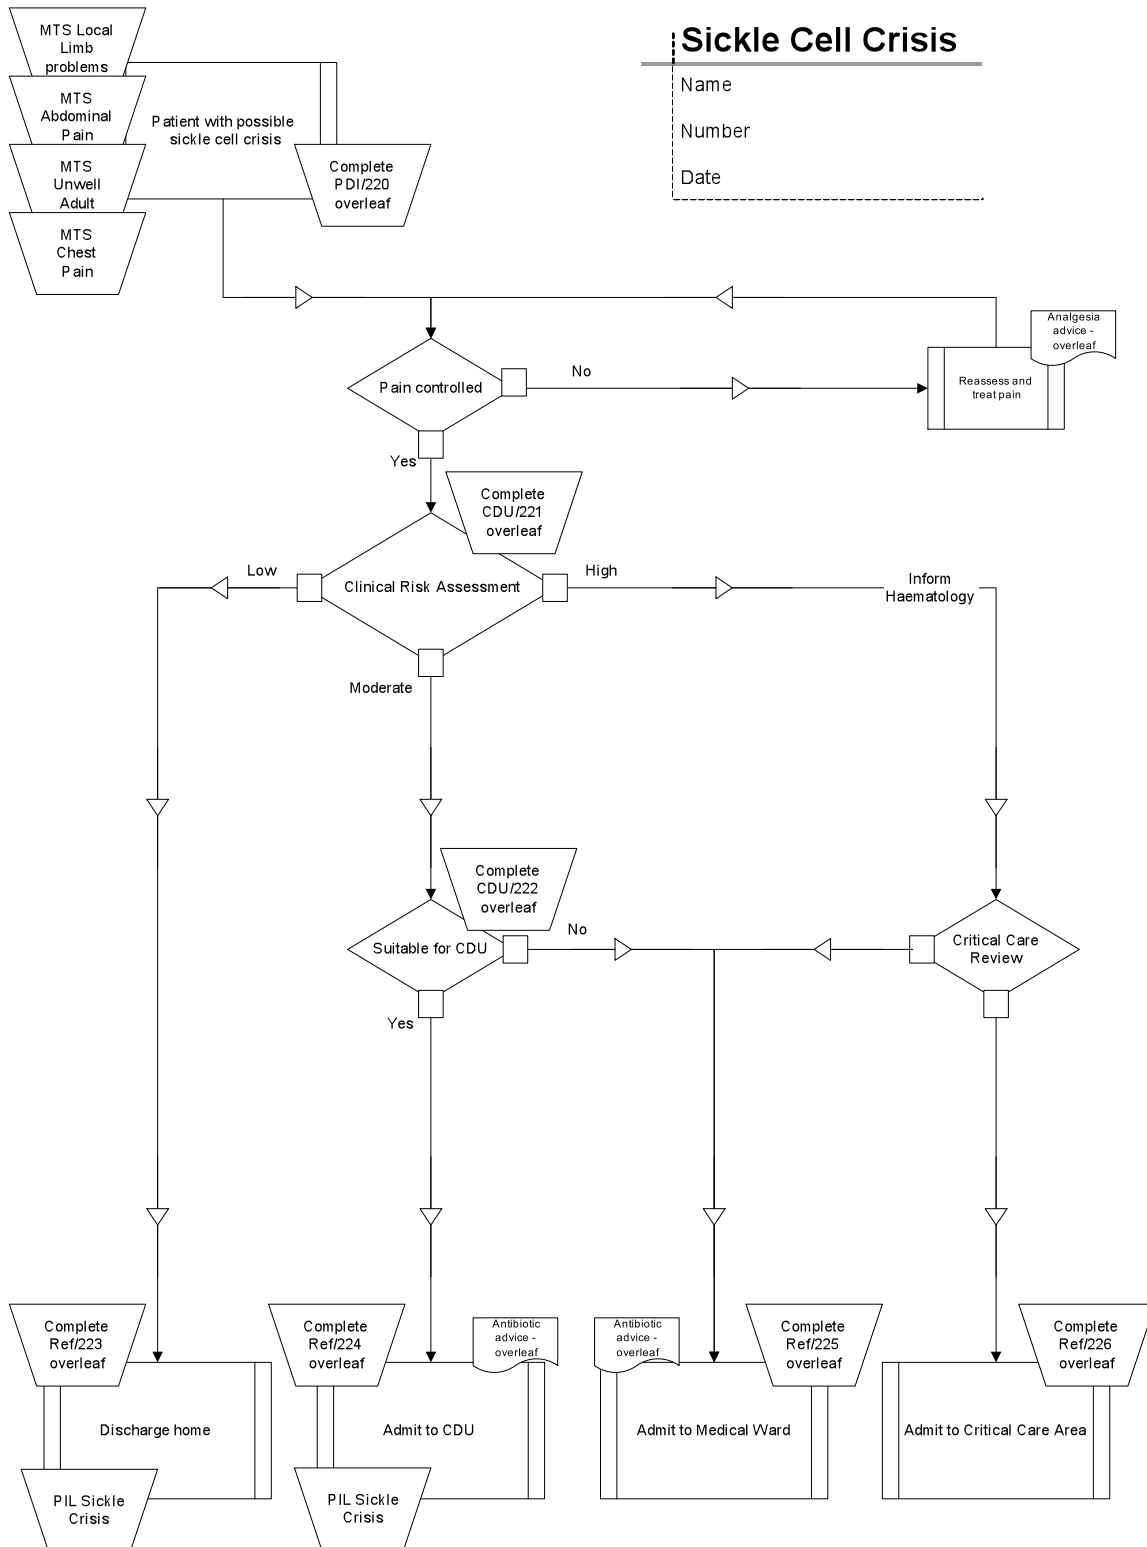 Sickle Cell Crisis
Name
Number
Date
MTS Local
Limb
problems
MTS
Abdominal
Pain
MTS
Unwell
Adult
MTS
Chest
Pain
Patient with possible
sickle cell crisis
Complete
PDI/220
overleaf
Pain controlled
No
Yes
Analgesia
advice -
overleaf
Reassess and
treat pain
Complete
CDU/221
overleaf
Clinical Risk Assessment
Low
High
Moderate
Inform
Haematology
Complete
CDU/222
overleaf
Suitable for CDU
No
Yes
Critical Care
Review
Complete
Ref/223
overleaf
Discharge home
PIL Sickle
Crisis
Complete
Ref/224
overleaf
Antibiotic
advice -
overleaf
Admit to CDU
PIL Sickle
Crisis
Antibiotic
advice -
overleaf
Complete
Ref/225
overleaf
Admit to Medical Ward
Complete
Ref/226
overleaf
Admit to Critical Care Area